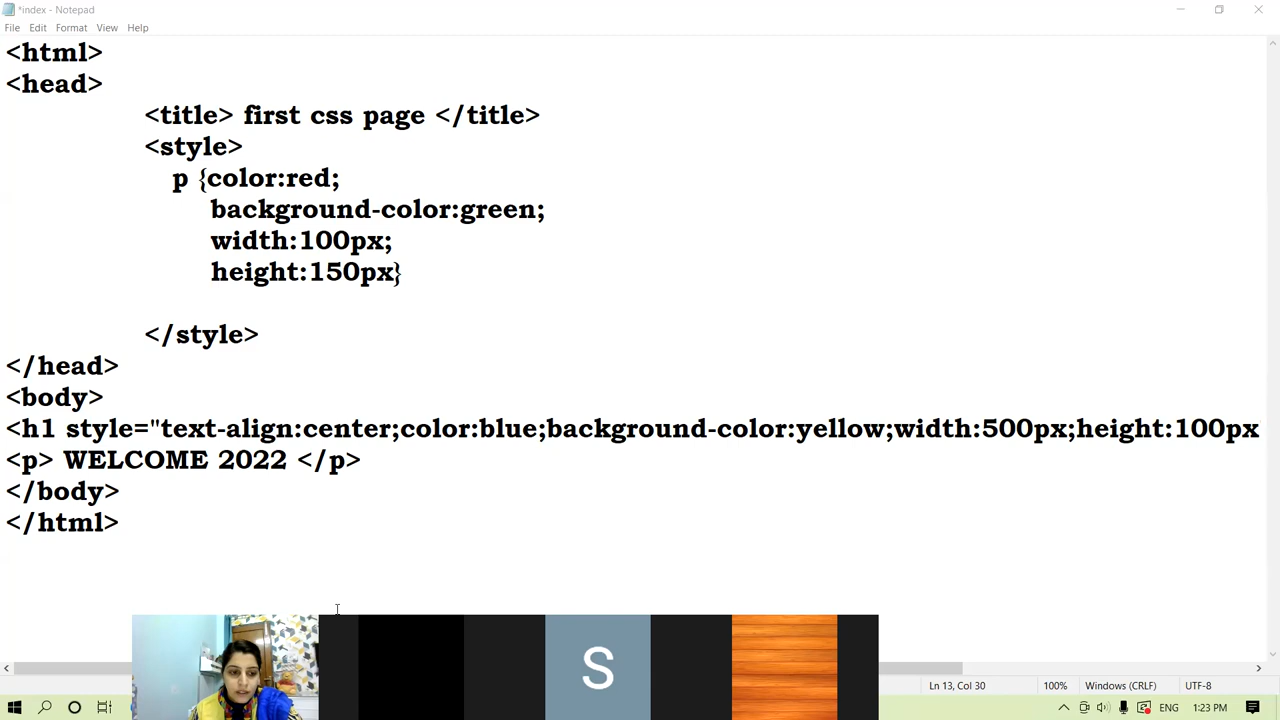 *index - Notepad
File Edit Format View Help
<html>
<head>
<title> first css page </title>
<style>
p {color:red;
background-color:green;
width:100px;
height:150px}
</style>
</head>
<body>
<h1 style="text-align:center;color:blue;background-color:yellow;width:500px;height:100px
<p> WELCOME 2022 </p>
</body>
</html>
S
Ln 13, Col 30 100% Windows (CRLF) UTF-8
ENG 1:23 PM